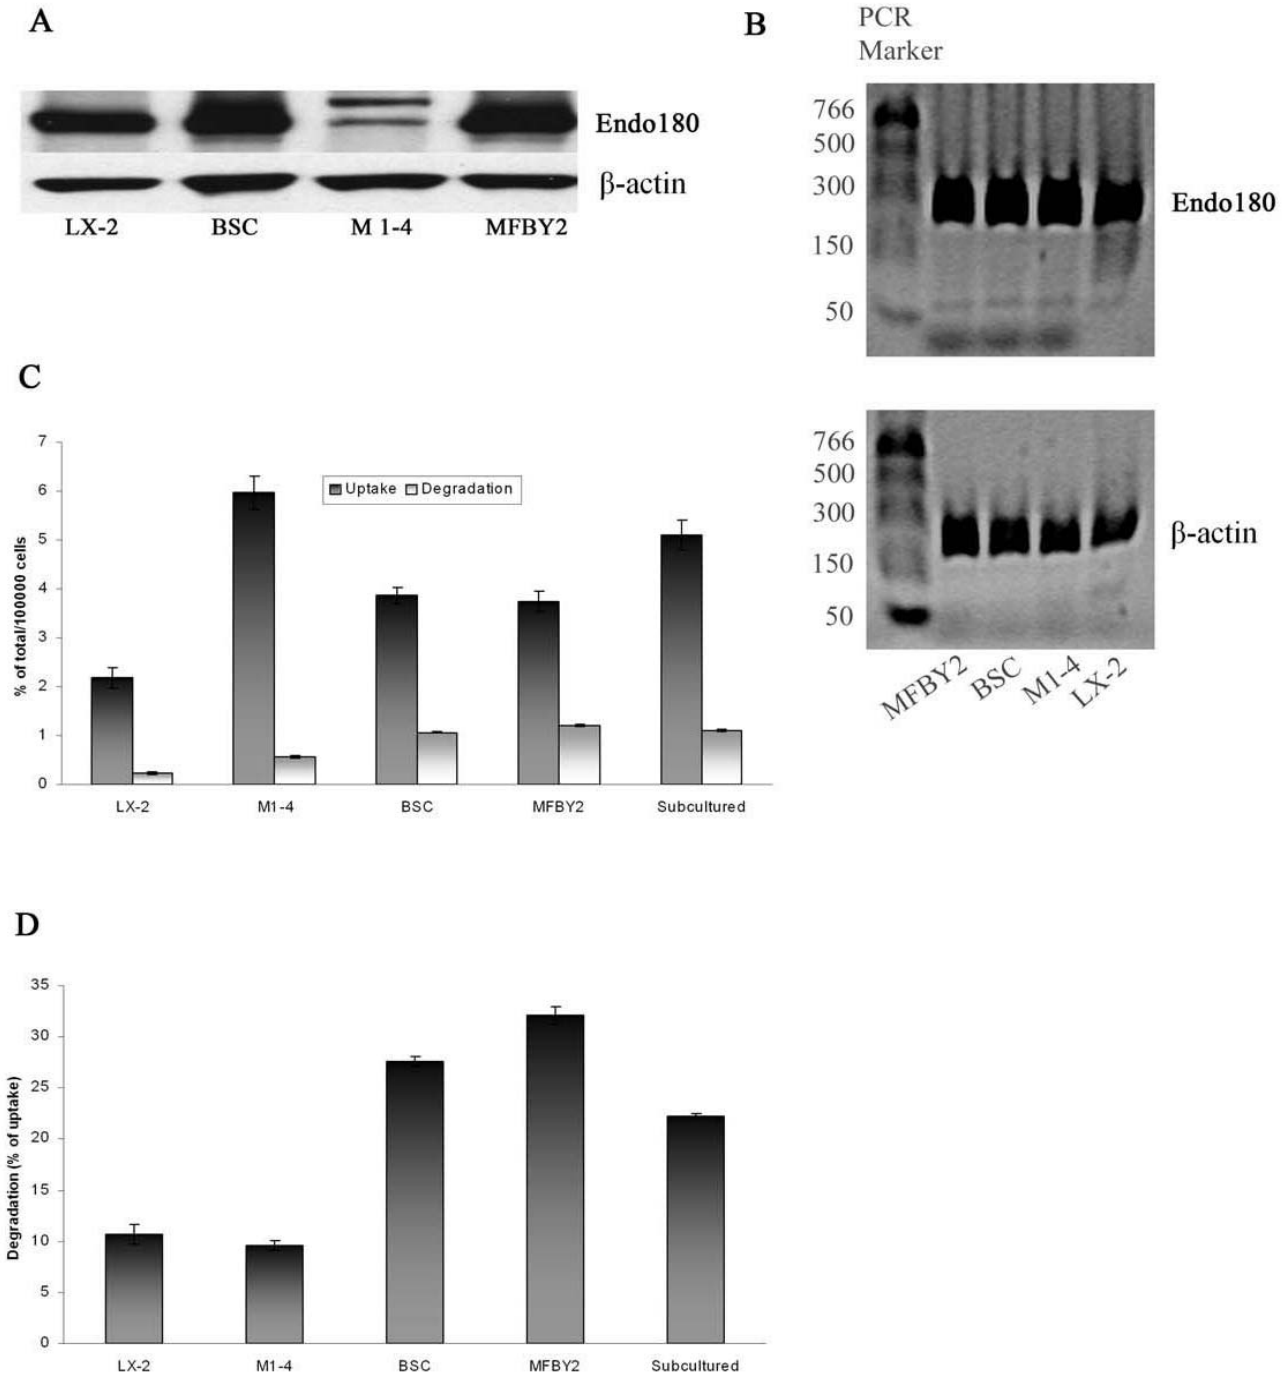 A
Endo180
β-actin
LX-2 BSC M 1-4 MFBY2
B
PCR
Marker
766
500
300
150
50
Endo180
766
500
300
150
50
β-actin
MFBY2 BSC M1-4 LX-2
C
% of total/100000 cells
7
6
5
4
3
2
1
0
Uptake Degradation
LX-2 M1-4 BSC MFBY2 Subcultured
D
Degradation (% of uptake)
35
30
25
20
15
10
5
0
LX-2 M1-4 BSC MFBY2 Subcultured